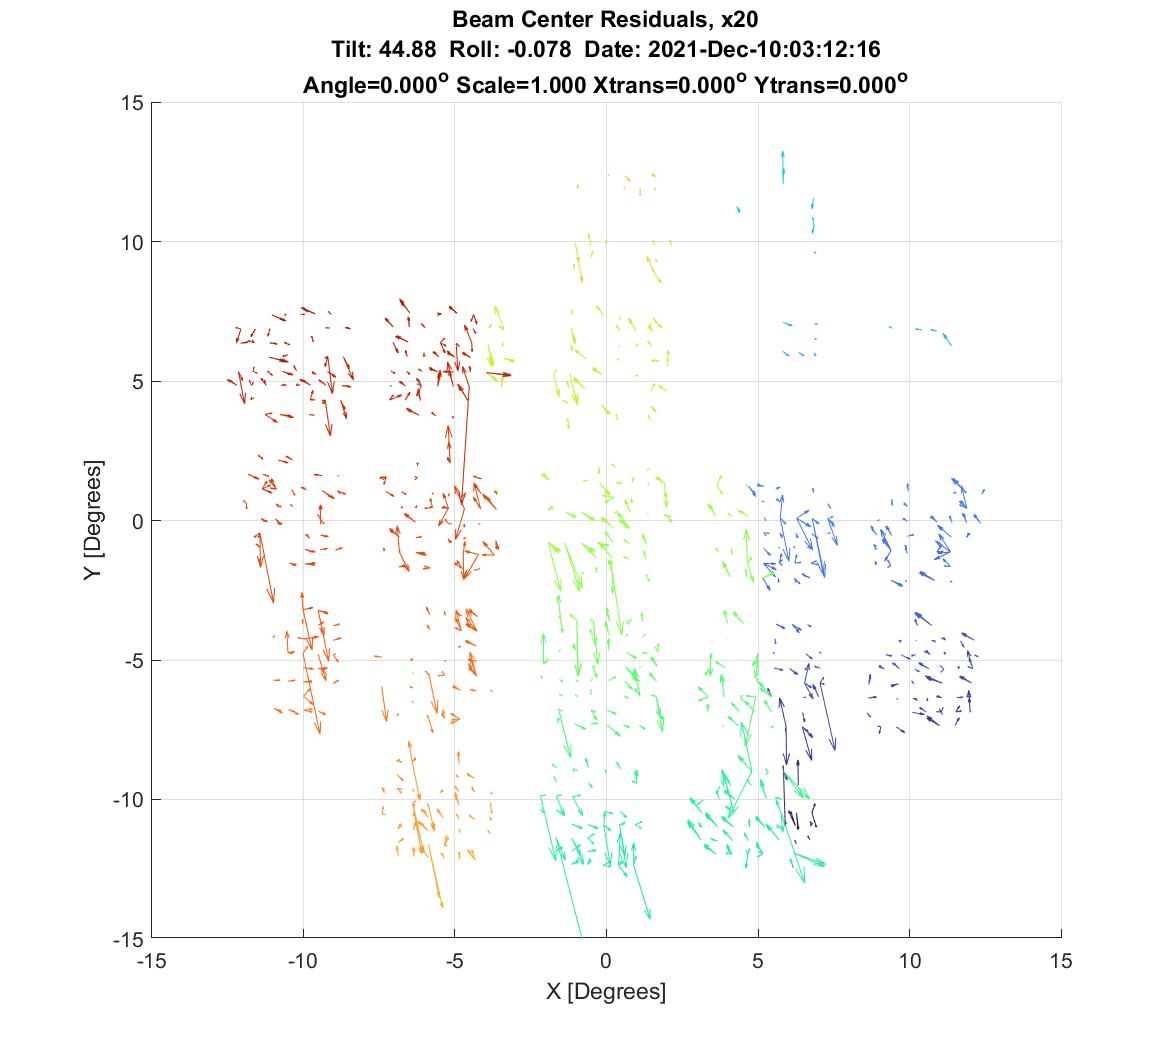 Beam Center Residuals, x20
Tilt: 44.88 Roll: -0.078 Date: 2021-Dec-10:03:12:16
Angle=0.000° Scale=1.000 Xtrans=0.000° Ytrans=0.000°
15
10
5
0
-5
-10
-15
Y [Degrees]
-15 -10 -5 0 5 10 15
X [Degrees]